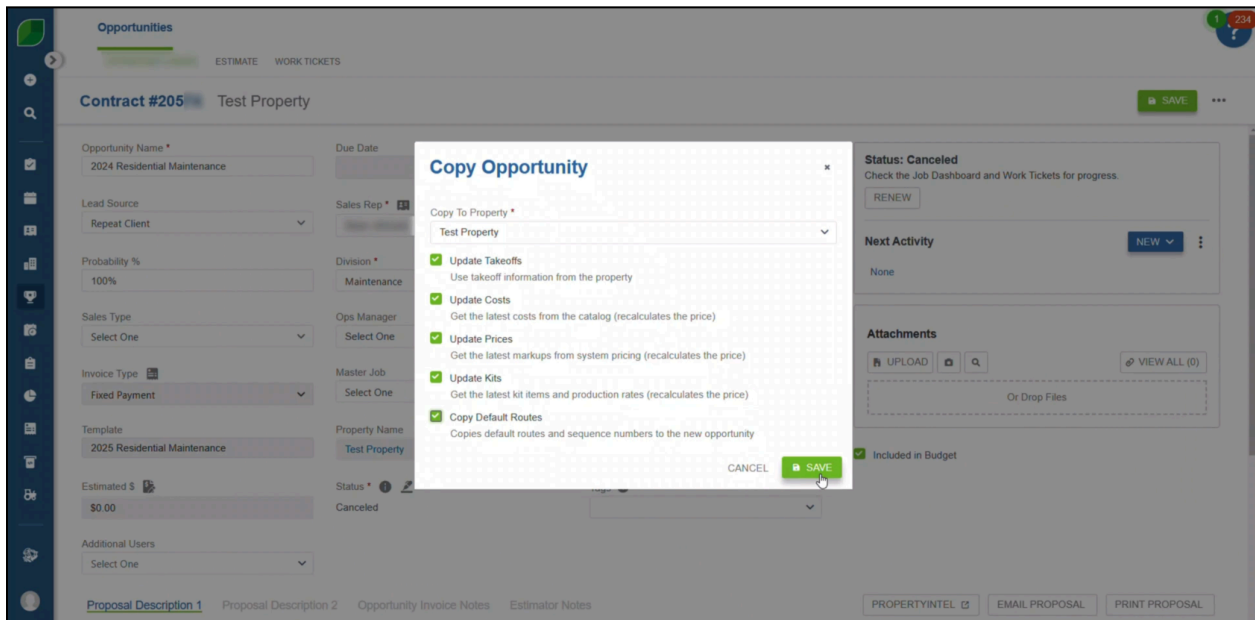 Opportunities
1
234
?
ESTIMATE WORK TICKETS
Contract #205 Test Property
SAVE
Opportunity Name *
2024 Residential Maintenance
Due Date
Lead Source
Repeat Client
Sales Rep *
Probability %
100%
Division *
Maintenance
Sales Type
Select One
Ops Manager
Select One
Invoice Type
Fixed Payment
Master Job
Select One
Template
2025 Residential Maintenance
Property Name
Test Property
Estimated $
$0.00
Status *
Canceled
Additional Users
Select One
Copy Opportunity
Copy To Property *
Test Property
Update Takeoffs
Use takeoff information from the property
Update Costs
Get the latest costs from the catalog (recalculates the price)
Update Prices
Get the latest markups from system pricing (recalculates the price)
Update Kits
Get the latest kit items and production rates (recalculates the price)
Copy Default Routes
Copies default routes and sequence numbers to the new opportunity
CANCEL SAVE
Status: Canceled
Check the Job Dashboard and Work Tickets for progress.
RENEW
Next Activity
NEW
None
Attachments
UPLOAD
VIEW ALL (0)
Or Drop Files
Included in Budget
Proposal Description 1 Proposal Description 2 Opportunity Invoice Notes Estimator Notes
PROPERTYINTEL EMAIL PROPOSAL PRINT PROPOSAL